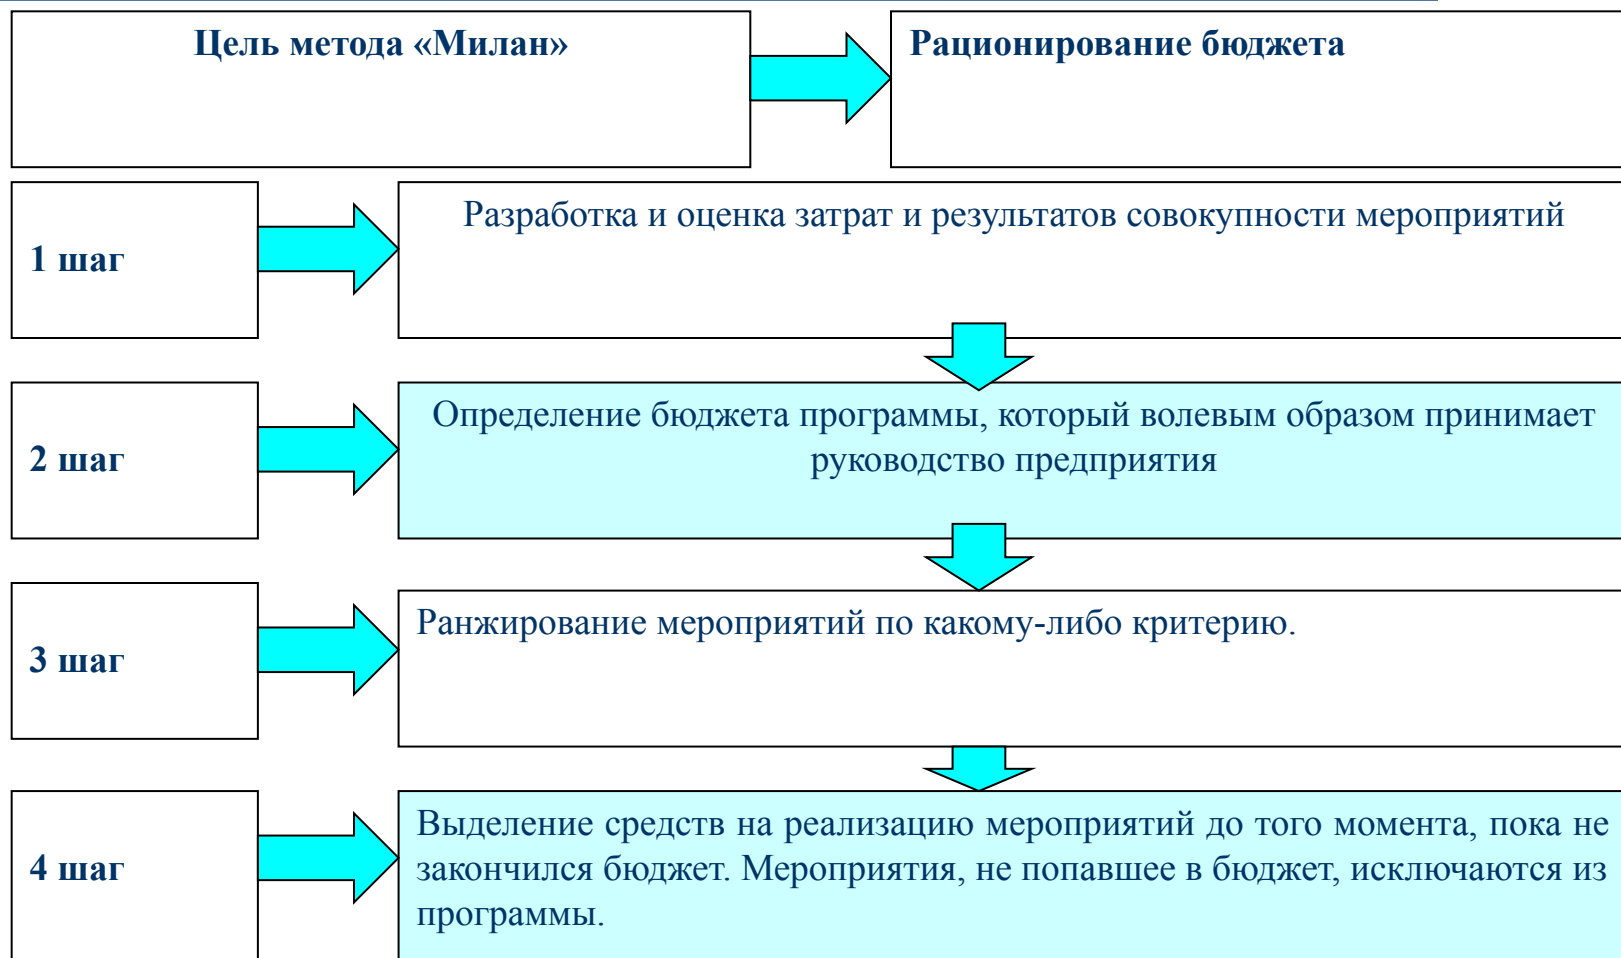 Цель метода «Милан»
Рационирование бюджета
1 шаг
Разработка и оценка затрат и результатов совокупности мероприятий
2 шаг
Определение бюджета программы, который волевым образом принимает
руководство предприятия
3 шаг
Ранжирование мероприятий по какому-либо критерию.
4 шаг
Выделение средств на реализацию мероприятий до того момента, пока не
закончился бюджет. Мероприятия, не попавшее в бюджет, исключаются из
программы.